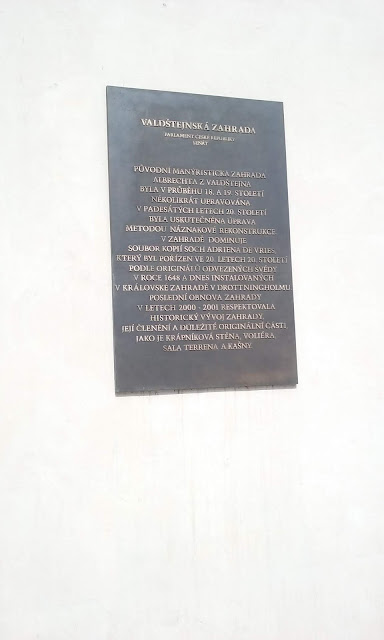 VALDŠTEJNSKÁ ZAHRADA
PARLAMENT ČESKÉ REPUBLIKY
SENÁT
PŮVODNÍ MANÝRISTICKÁ ZAHRADA
ALBRECHTA Z VALDŠTEJNA
BYLA V PRŮBĚHU 18. A 19. STOLETÍ
NĚKOLIKRÁT UPRAVOVÁNA
V PADESÁTÝCH LETECH 20. STOLETÍ
BYLA USKUTEČNĚNA ÚPRAVA
METODOU NÁZNAKOVÉ REKONSTRUKCE.
V ZAHRADĚ DOMINUJE
SOUBOR KOPIÍ SOCH ADRIENA DE VRIES,
KTERÝ BYL POŘÍZEN VE 20. LETECH 20. STOLETÍ
PODLE ORIGINÁLŮ ODVEZENÝCH ŠVÉDY
V ROCE 1648 A DNES INSTALOVANÝCH
V KRÁLOVSKÉ ZAHRADĚ V DROTTNINGHOLMU
POSLEDNÍ OBNOVA ZAHRADY
V LETECH 2000 - 2001 RESPEKTOVALA
HISTORICKÝ VÝVOJ ZAHRADY,
JEJÍ ČLENĚNÍ A DŮLEŽITÉ ORIGINÁLNÍ ČÁSTI,
JAKO JE KRÁPNÍKOVÁ STĚNA, VOLIÉRA,
SALA TERRENA A KAŠNY.